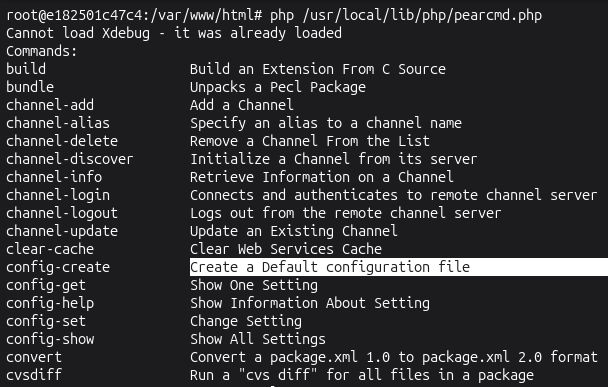 root@e182501c47c4:/var/www/html# php /usr/local/lib/php/pearcmd.php
Cannot load Xdebug - it was already loaded
Commands:
build                  Build an Extension From C Source
bundle                 Unpacks a Pecl Package
channel-add            Add a Channel
channel-alias          Specify an alias to a channel name
channel-delete         Remove a Channel From the List
channel-discover       Initialize a Channel from its server
channel-info           Retrieve Information on a Channel
channel-login          Connects and authenticates to remote channel server
channel-logout         Logs out from the remote channel server
channel-update         Update an Existing Channel
clear-cache            Clear Web Services Cache
config-create          Create a Default configuration file
config-get             Show One Setting
config-help            Show Information About Setting
config-set             Change Setting
config-show            Show All Settings
convert                Convert a package.xml 1.0 to package.xml 2.0 format
cvsdiff                Run a "cvs diff" for all files in a package